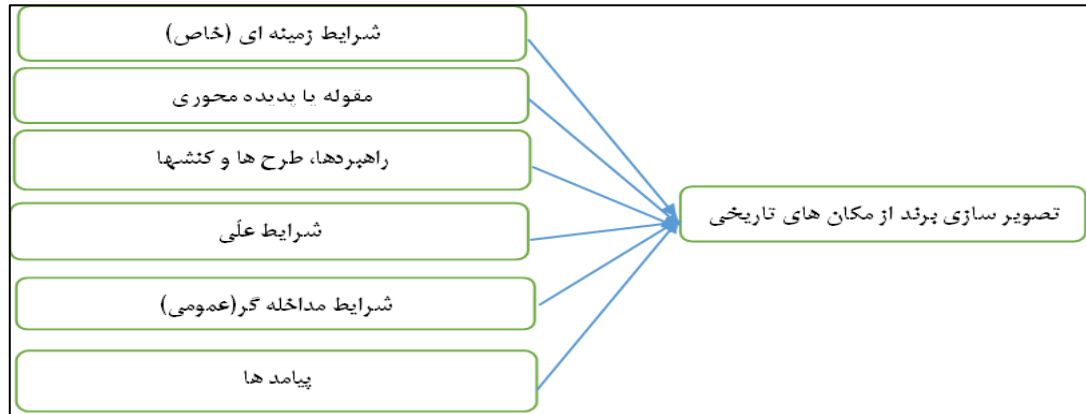 شرایط زمینه ای (خاص)
مقوله یا پدیده محوری
راهبردها، طرح ها و کنشها
تصویر سازی برند از مکان های تاریخی
شرایط علّی
شرایط مداخله گر(عمومی)
پیامد ها